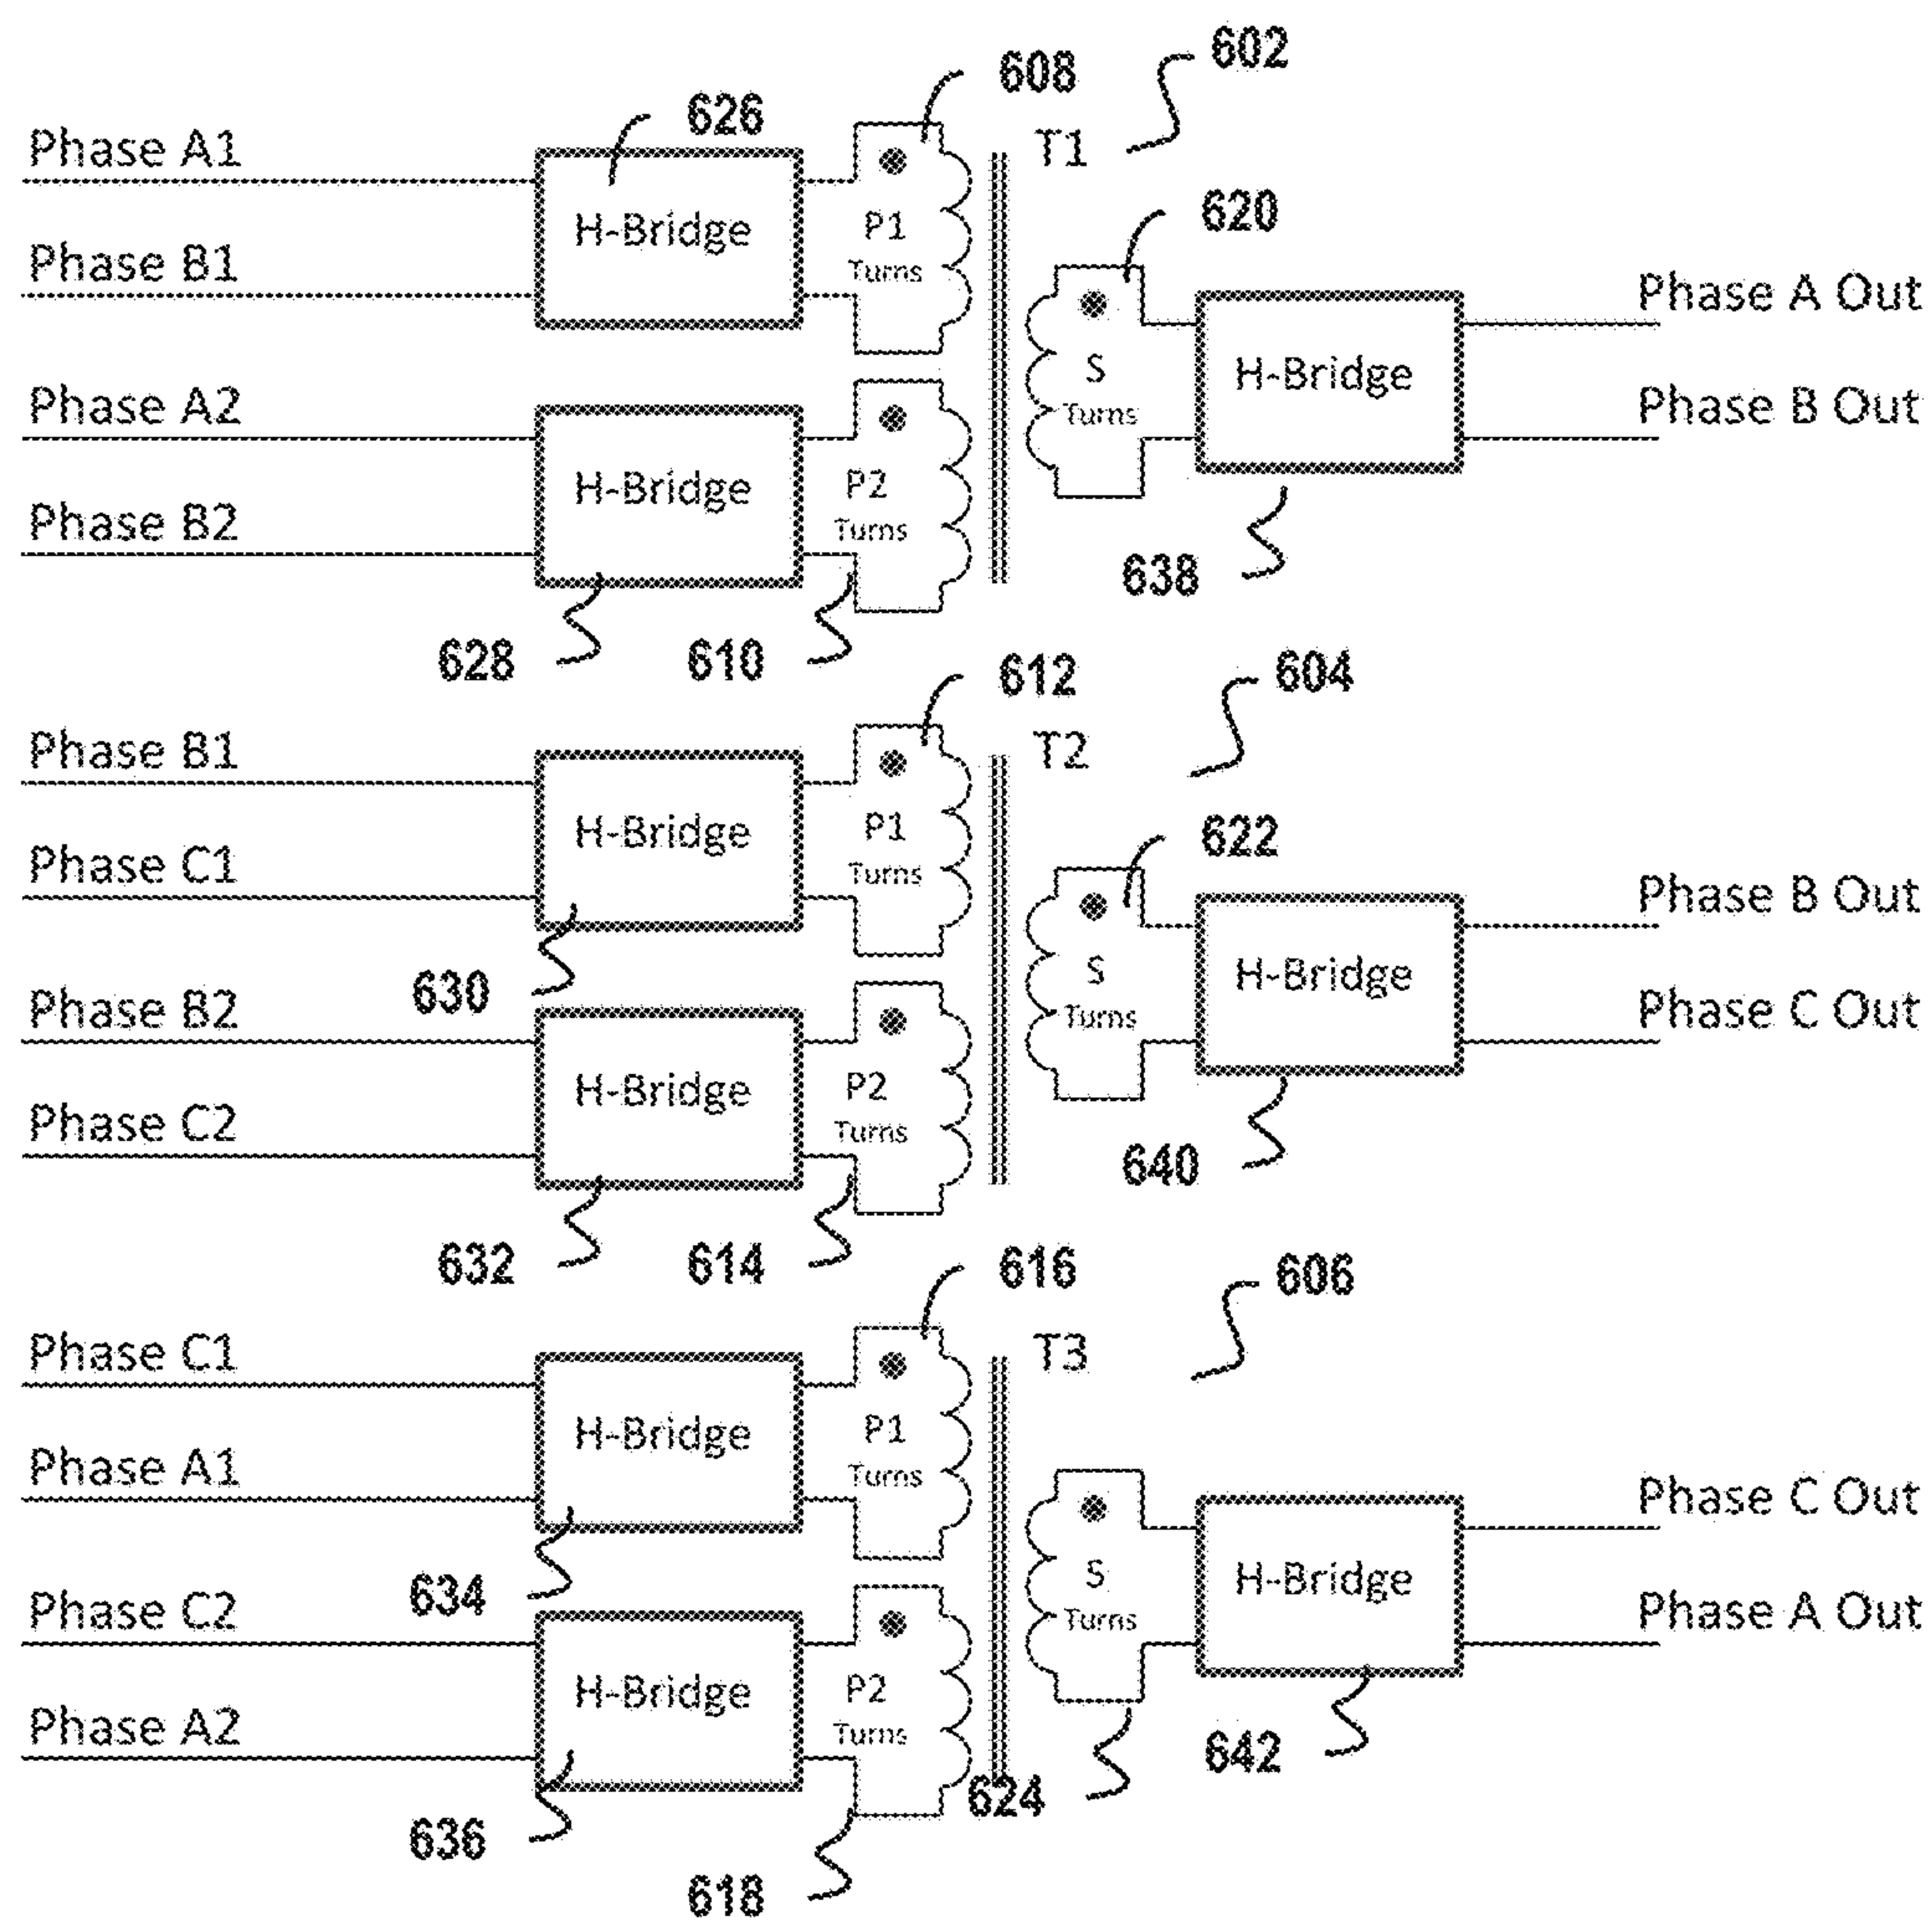 602
608
626
Phase A1
T1
H-Bridge
P1
Turns
620
Phase B1
Phase A Out
S
Turns
H-Bridge
Phase A2
Phase B Out
H-Bridge
P2
Turns
Phase B2
638
628
610
612
604
Phase B1
T2
H-Bridge
P1
Turns
622
Phase C1
Phase B Out
S
Turns
H-Bridge
630
Phase B2
Phase C Out
H-Bridge
P2
Turns
Phase C2
640
632
614
616
606
Phase C1
T3
H-Bridge
P1
Turns
Phase A1
Phase C Out
S
Turns
H-Bridge
634
Phase C2
Phase A Out
H-Bridge
P2
Turns
Phase A2
642
624
636
618